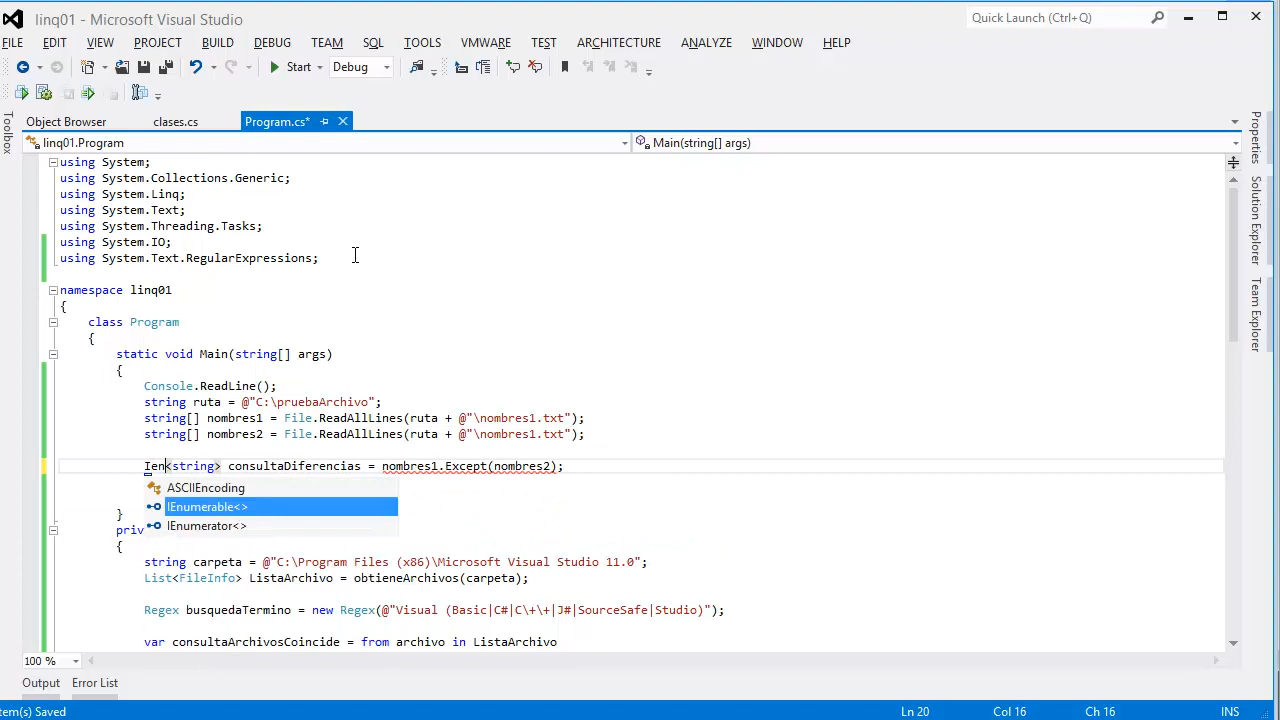 linq01 - Microsoft Visual Studio
Quick Launch (Ctrl+Q)
FILE EDIT VIEW PROJECT BUILD DEBUG TEAM SQL TOOLS VMWARE TEST ARCHITECTURE ANALYZE WINDOW HELP
Start Debug
Object Browser clases.cs Program.cs*
linq01.Program Main(string[] args)
Toolbox
Properties
Solution Explorer
Team Explorer
using System;
using System.Collections.Generic;
using System.Linq;
using System.Text;
using System.Threading.Tasks;
using System.IO;
using System.Text.RegularExpressions;
namespace linq01
{
class Program
{
static void Main(string[] args)
{
Console.ReadLine();
string ruta = @"C:\pruebaArchivo";
string[] nombres1 = File.ReadAllLines(ruta + @"\nombres1.txt");
string[] nombres2 = File.ReadAllLines(ruta + @"\nombres1.txt");
Ien<string> consultaDiferencias = nombres1.Except(nombres2);
ASCIIEncoding
IEnumerable<>
IEnumerator<>
}
priv
{
string carpeta = @"C:\Program Files (x86)\Microsoft Visual Studio 11.0";
List<FileInfo> ListaArchivo = obtieneArchivos(carpeta);
Regex busquedaTermino = new Regex(@"Visual (Basic|C#|C\+\+|J#|SourceSafe|Studio)");
var consultaArchivosCoincide = from archivo in ListaArchivo
100 %
Output Error List
tem(s) Saved Ln 20 Col 16 Ch 16 INS